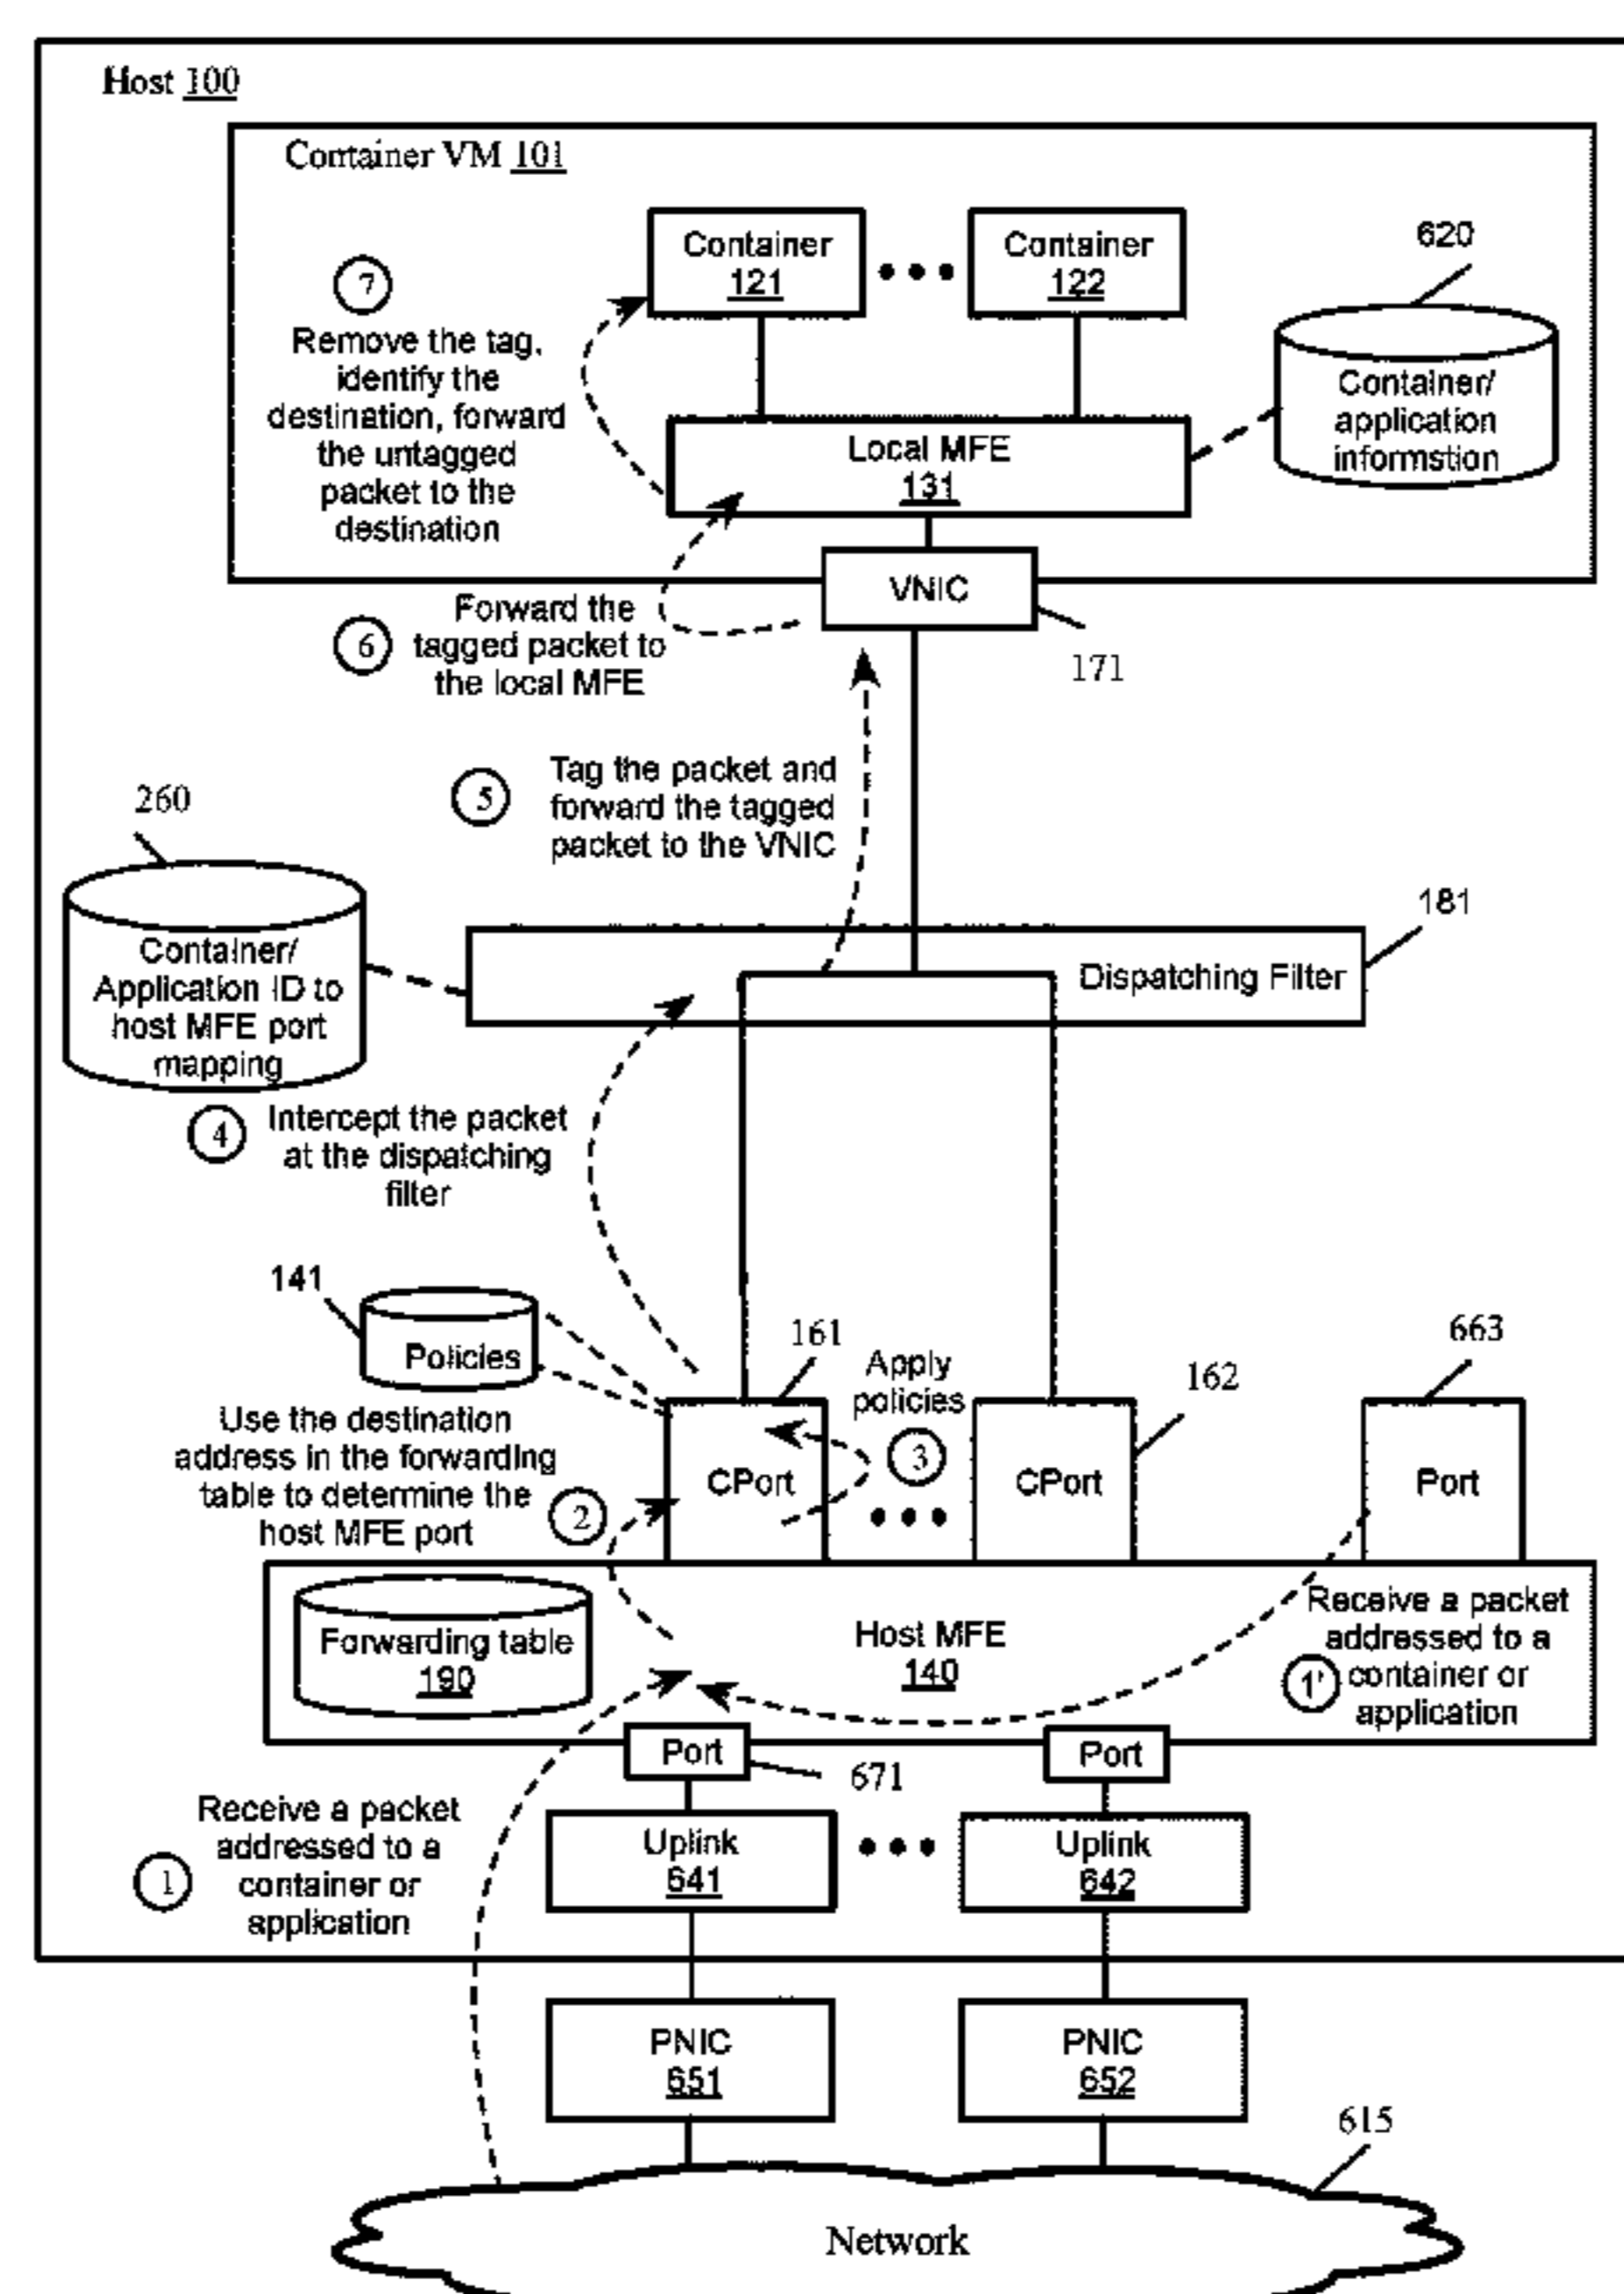 Host 100
Container VM 101
Container
121
Container
122
620
7
Remove the tag,
identify the
destination, forward
the untagged
packet to the
destination
Local MFE
131
Container/
application
informstion
VNIC
171
6
Forward the
tagged packet to
the local MFE
5
Tag the packet and
forward the tagged
packet to the VNIC
260
Container/
Application ID to
host MFE port
mapping
181
Dispatching Filter
4
Intercept the packet
at the dispatching
filter
141
Policies
161
Apply
policies
3
162
663
Use the destination
address in the forwarding
table to determine the
host MFE port
2
CPort
CPort
Port
Forwarding table
190
Host MFE
140
Receive a packet
addressed to a
container or
application
1'
Port
671
Port
1
Receive a packet
addressed to a
container or
application
Uplink
641
Uplink
642
PNIC
651
PNIC
652
615
Network